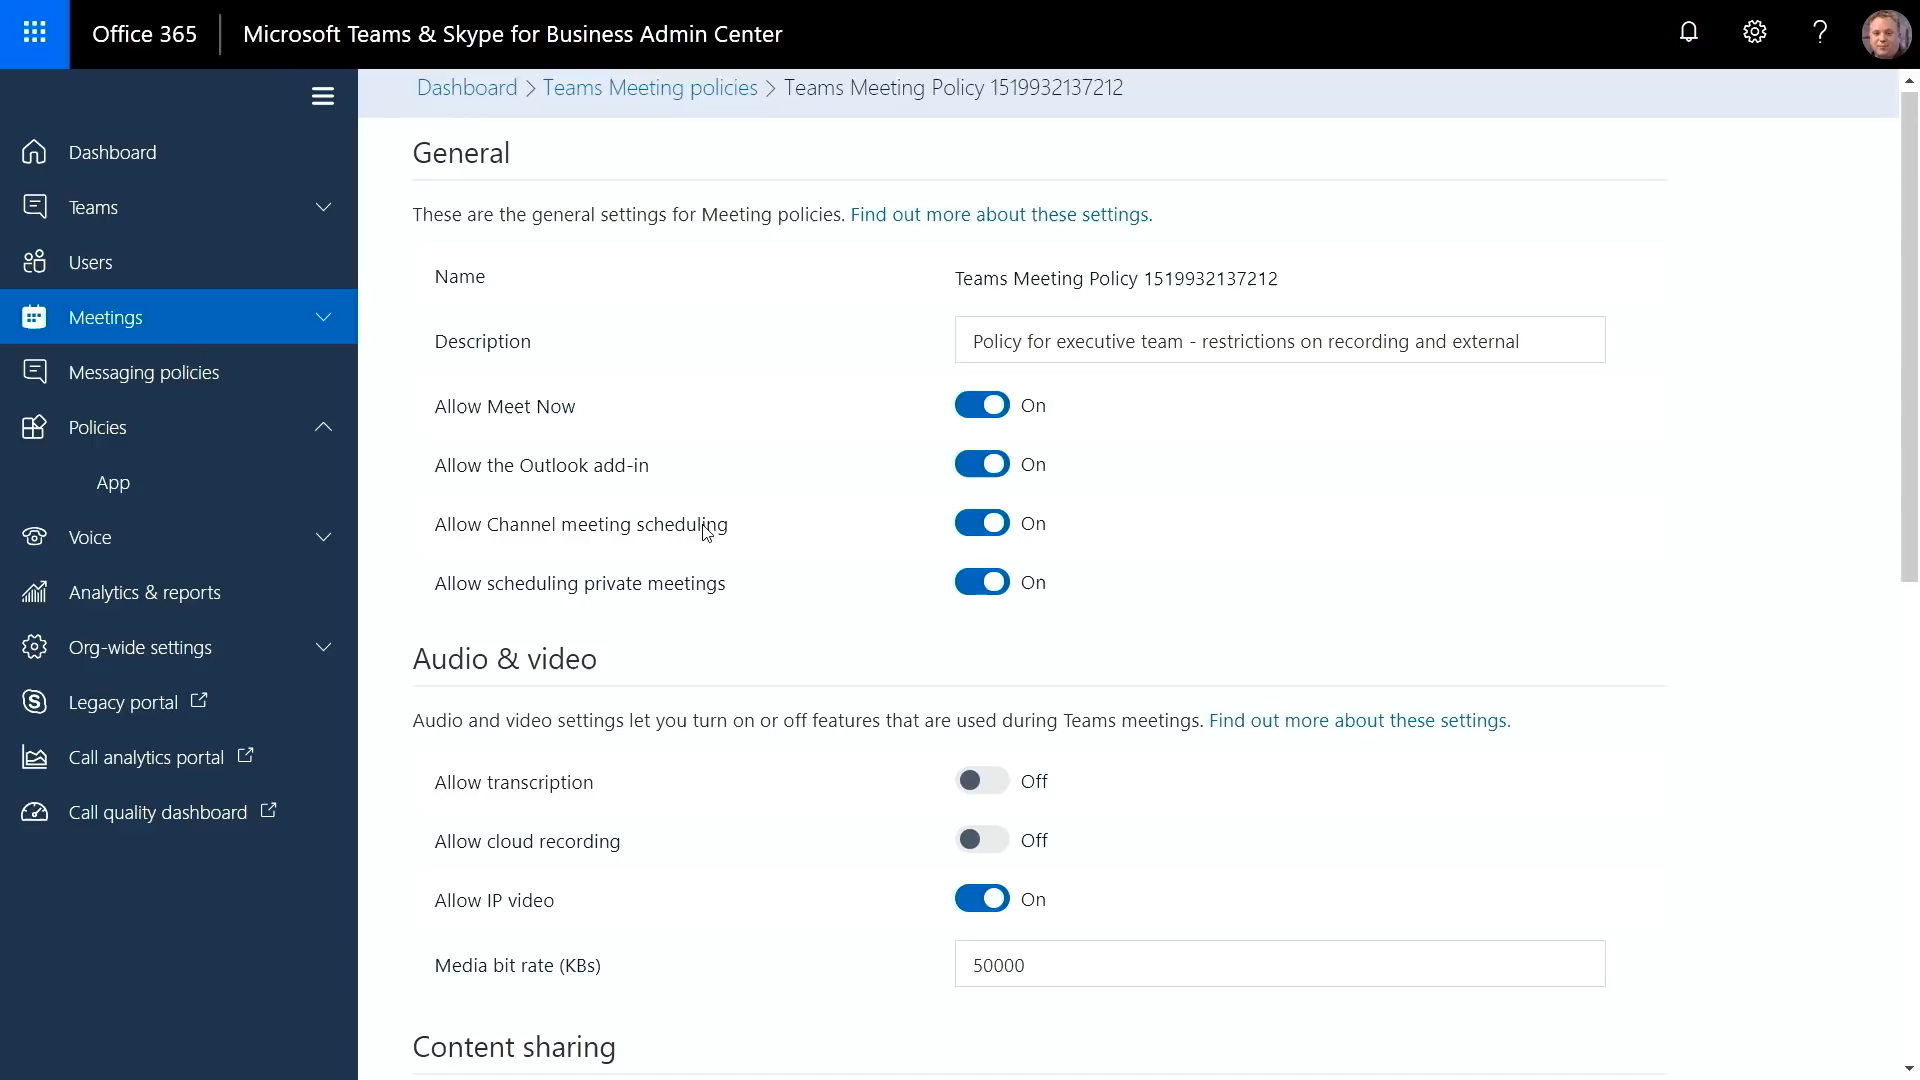 Office 365
Microsoft Teams & Skype for Business Admin Center
Dashboard
Teams
Users
Meetings
Messaging policies
Policies
App
Voice
Analytics & reports
Org-wide settings
Legacy portal
Call analytics portal
Call quality dashboard
Dashboard > Teams Meeting policies > Teams Meeting Policy 1519932137212
General
These are the general settings for Meeting policies. Find out more about these settings.
Name Teams Meeting Policy 1519932137212
Description Policy for executive team - restrictions on recording and external
Allow Meet Now On
Allow the Outlook add-in On
Allow Channel meeting scheduling On
Allow scheduling private meetings On
Audio & video
Audio and video settings let you turn on or off features that are used during Teams meetings. Find out more about these settings.
Allow transcription Off
Allow cloud recording Off
Allow IP video On
Media bit rate (KBs) 50000
Content sharing